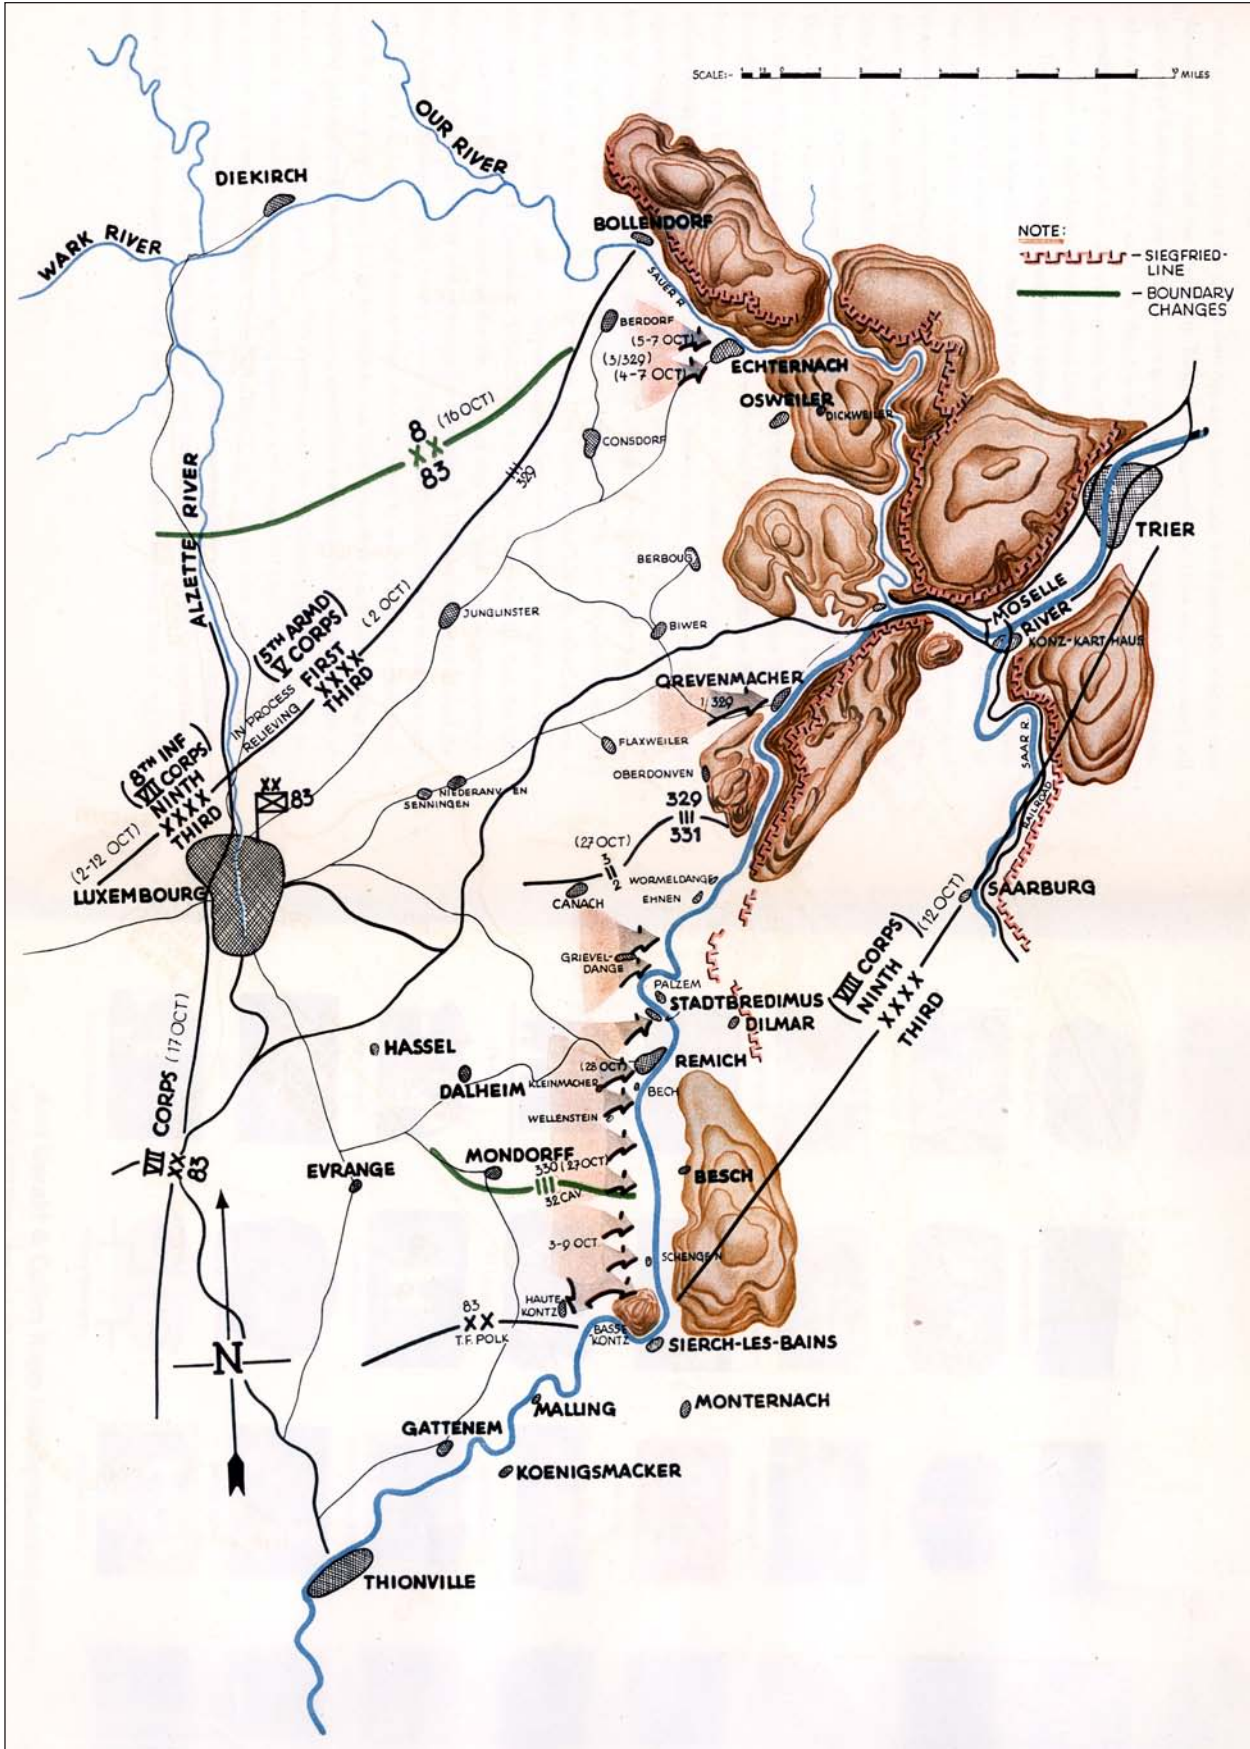 SCALE:-
MILES
OUR RIVER
DIEKIRCH
WARK RIVER
BOLLENDORF
NOTE:
- SIEGFRIED-
LINE
- BOUNDARY
CHANGES
SAUER R
BERDORF
(5-7 OCT)
(3/329)
(4-7 OCT)
ECHTERNACH
OSWEILER
DICKWEILER
8 (16 OCT)
XX
83
CONSDORF
329
ALZETTE RIVER
TRIER
BERBOUG
MOSELLE
RIVER
JUNGLINSTER
BIWER
KONZ-KARTHAUS
(5TH ARMD)
(V CORPS)
IN PROCESS
RELIEVING
FIRST
XXXX
THIRD
(2 OCT)
GREVENMACHER
1/329
FLAXWEILER
SAAR R.
RAILROAD
OBERDONVEN
(8TH INF
VII CORPS)
NINTH
XXXX
THIRD
(2-12 OCT)
XX
83
NIEDERANVEN
SENNINGEN
329
III
331
(27 OCT)
3
II
2
WORMELDANGE
EHNEN
CANACH
LUXEMBOURG
SAARBURG
(VIII CORPS)
NINTH
XXXX
THIRD
(12 OCT)
GRIEVEL-
DANGE
PALZEM
STADTBREDIMUS
DILMAR
HASSEL
REMICH
(28 OCT)
DALHEIM
KLEINMACHER
BECH
WELLENSTEIN
VII CORPS (17 OCT)
XX
83
MONDORFF
EVRANGE
330 (27 OCT)
III
32 CAV
BESCH
3-9 OCT.
SCHENGEN
HAUTE
KONTZ
83
XX
T.F. POLK
BASSE
KONTZ
SIERCH-LES-BAINS
N
MALLING
MONTERNACH
GATTENEM
KOENIGSMACKER
THIONVILLE